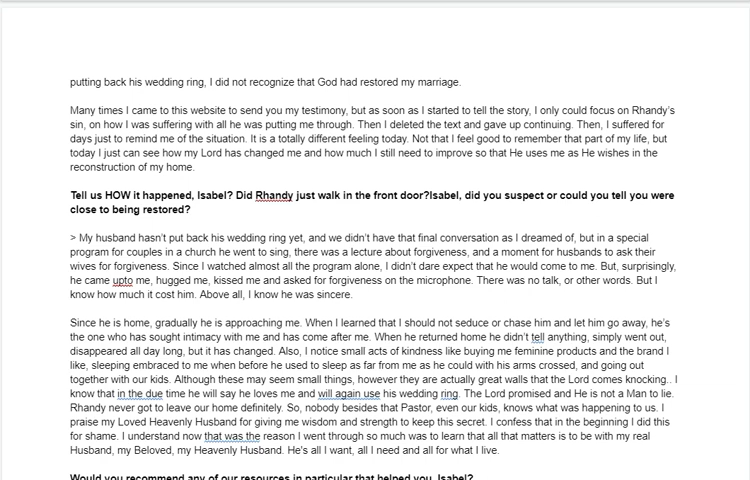 putting back his wedding ring, I did not recognize that God had restored my marriage.
Many times I came to this website to send you my testimony, but as soon as I started to tell the story, I only could focus on Rhandy's
sin, on how I was suffering with all he was putting me through. Then I deleted the text and gave up continuing. Then, I suffered for
days just to remind me of the situation. It is a totally different feeling today. Not that I feel good to remember that part of my life, but
today I just can see how my Lord has changed me and how much I still need to improve so that He uses me as He wishes in the
reconstruction of my home.
Tell us HOW it happened, Isabel? Did Rhandy just walk in the front door?Isabel, did you suspect or could you tell you were
close to being restored?
> My husband hasn't put back his wedding ring yet, and we didn't have that final conversation as I dreamed of, but in a special
program for couples in a church he went to sing, there was a lecture about forgiveness, and a moment for husbands to ask their
wives for forgiveness. Since I watched almost all the program alone, I didn't dare expect that he would come to me. But, surprisingly,
he came upto me, hugged me, kissed me and asked for forgiveness on the microphone. There was no talk, or other words. But I
know how much it cost him. Above all, I know he was sincere.
Since he is home, gradually he is approaching me. When I learned that I should not seduce or chase him and let him go away, he's
the one who has sought intimacy with me and has come after me. When he returned home he didn't tell anything, simply went out,
disappeared all day long, but it has changed. Also, I notice small acts of kindness like buying me feminine products and the brand I
like, sleeping embraced to me when before he used to sleep as far from me as he could with his arms crossed, and going out
together with our kids. Although these may seem small things, however they are actually great walls that the Lord comes knocking.. I
know that in the due time he will say he loves me and will again use his wedding ring. The Lord promised and He is not a Man to lie.
Rhandy never got to leave our home definitely. So, nobody besides that Pastor, even our kids, knows what was happening to us. I
praise my Loved Heavenly Husband for giving me wisdom and strength to keep this secret. I confess that in the beginning I did this
for shame. I understand now that was the reason I went through so much was to learn that all that matters is to be with my real
Husband, my Beloved, my Heavenly Husband. He's all I want, all I need and all for what I live.
Would you recommend any of our resources in particular that helped you, Isabel?